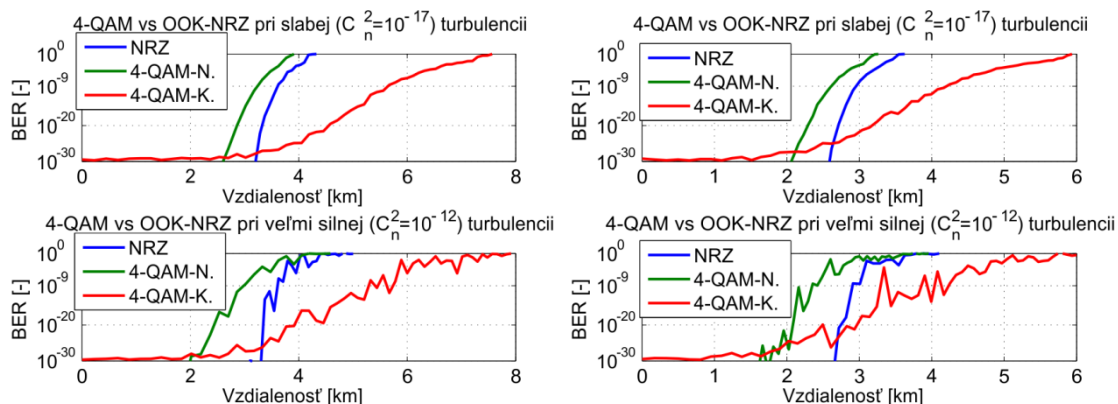 4-QAM vs OOK-NRZ pri slabej (C n 2=10-17) turbulencii
NRZ
4-QAM-N.
4-QAM-K.
BER [-]
10 0
10 -9
10 -20
10 -30
0 2 4 6 8
Vzdialenosť [km]
4-QAM vs OOK-NRZ pri slabej (C n 2=10-17) turbulencii
NRZ
4-QAM-N.
4-QAM-K.
BER [-]
10 0
10 -9
10 -20
10 -30
0 1 2 3 4 5 6
Vzdialenosť [km]
4-QAM vs OOK-NRZ pri veľmi silnej (C n 2=10-12) turbulencii
NRZ
4-QAM-N.
4-QAM-K.
BER [-]
10 0
10 -9
10 -20
10 -30
0 2 4 6 8
Vzdialenosť [km]
4-QAM vs OOK-NRZ pri veľmi silnej (C n 2=10-12) turbulencii
NRZ
4-QAM-N.
4-QAM-K.
BER [-]
10 0
10 -9
10 -20
10 -30
0 1 2 3 4 5 6
Vzdialenosť [km]